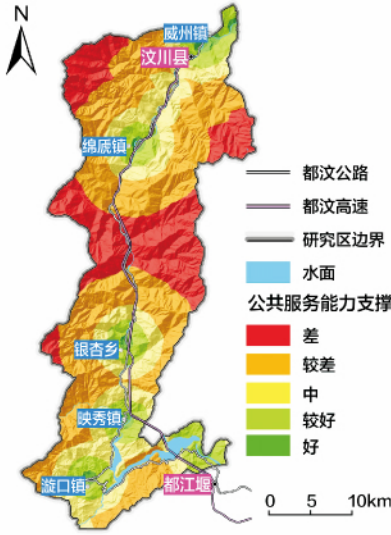 N
威州镇
汶川县
绵虒镇
都汶公路
都汶高速
研究区边界
水面
公共服务能力支撑
差
较差
中
较好
好
银杏乡
映秀镇
漩口镇
都江堰
0 5 10km